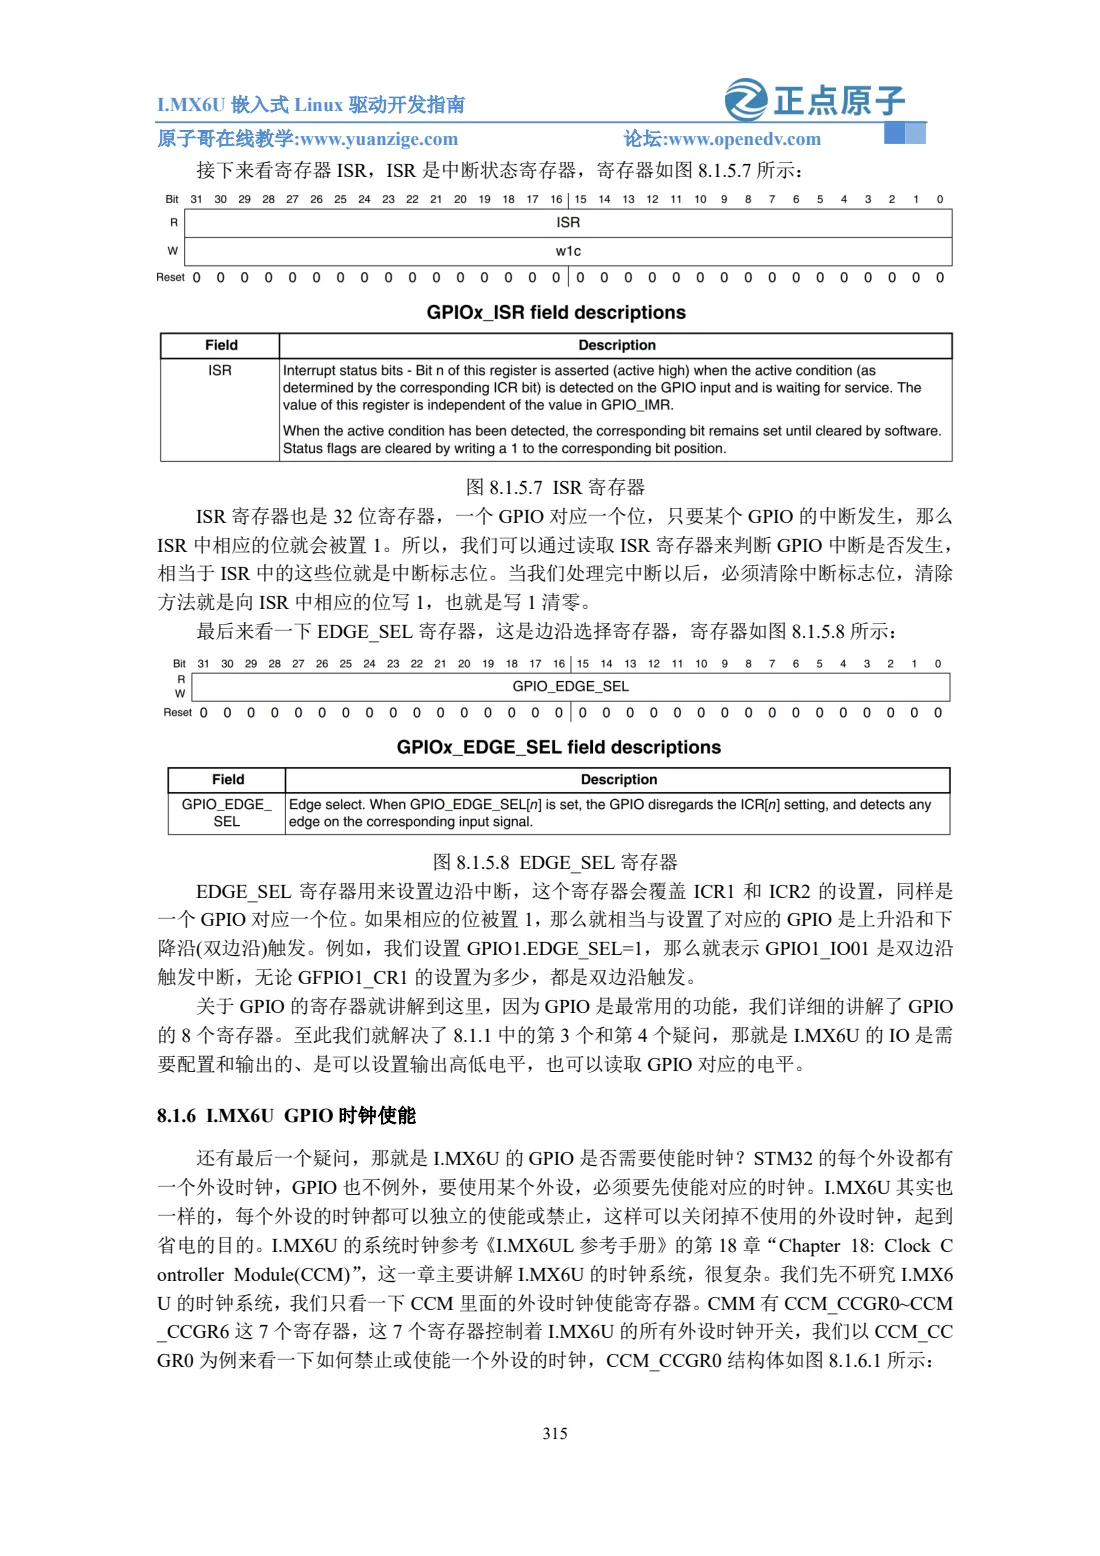 I.MX6U 嵌入式 Linux 驱动开发指南
正点原子
原子哥在线教学:www.yuanzige.com 论坛:www.openedv.com
接下来看寄存器 ISR，ISR 是中断状态寄存器，寄存器如图 8.1.5.7 所示：
Bit 31 30 29 28 27 26 25 24 23 22 21 20 19 18 17 16 15 14 13 12 11 10 9 8 7 6 5 4 3 2 1 0
R ISR
W w1c
Reset 0 0 0 0 0 0 0 0 0 0 0 0 0 0 0 0 0 0 0 0 0 0 0 0 0 0 0 0 0 0 0 0
GPIOx_ISR field descriptions
Field Description
ISR Interrupt status bits - Bit n of this register is asserted (active high) when the active condition (as
determined by the corresponding ICR bit) is detected on the GPIO input and is waiting for service. The
value of this register is independent of the value in GPIO_IMR.
When the active condition has been detected, the corresponding bit remains set until cleared by software.
Status flags are cleared by writing a 1 to the corresponding bit position.
图 8.1.5.7 ISR 寄存器
ISR 寄存器也是 32 位寄存器，一个 GPIO 对应一个位，只要某个 GPIO 的中断发生，那么
ISR 中相应的位就会被置 1。所以，我们可以通过读取 ISR 寄存器来判断 GPIO 中断是否发生，
相当于 ISR 中的这些位就是中断标志位。当我们处理完中断以后，必须清除中断标志位，清除
方法就是向 ISR 中相应的位写 1，也就是写 1 清零。
最后来看一下 EDGE_SEL 寄存器，这是边沿选择寄存器，寄存器如图 8.1.5.8 所示：
Bit 31 30 29 28 27 26 25 24 23 22 21 20 19 18 17 16 15 14 13 12 11 10 9 8 7 6 5 4 3 2 1 0
R
W GPIO_EDGE_SEL
Reset 0 0 0 0 0 0 0 0 0 0 0 0 0 0 0 0 0 0 0 0 0 0 0 0 0 0 0 0 0 0 0 0
GPIOx_EDGE_SEL field descriptions
Field Description
GPIO_EDGE_ Edge select. When GPIO_EDGE_SEL[n] is set, the GPIO disregards the ICR[n] setting, and detects any
SEL edge on the corresponding input signal.
图 8.1.5.8 EDGE_SEL 寄存器
EDGE_SEL 寄存器用来设置边沿中断，这个寄存器会覆盖 ICR1 和 ICR2 的设置，同样是
一个 GPIO 对应一个位。如果相应的位被置 1，那么就相当与设置了对应的 GPIO 是上升沿和下
降沿(双边沿)触发。例如，我们设置 GPIO1.EDGE_SEL=1，那么就表示 GPIO1_IO01 是双边沿
触发中断，无论 GFPIO1_CR1 的设置为多少，都是双边沿触发。
关于 GPIO 的寄存器就讲解到这里，因为 GPIO 是最常用的功能，我们详细的讲解了 GPIO
的 8 个寄存器。至此我们就解决了 8.1.1 中的第 3 个和第 4 个疑问，那就是 I.MX6U 的 IO 是需
要配置和输出的、是可以设置输出高低电平，也可以读取 GPIO 对应的电平。
8.1.6 I.MX6U GPIO 时钟使能
还有最后一个疑问，那就是 I.MX6U 的 GPIO 是否需要使能时钟？STM32 的每个外设都有
一个外设时钟，GPIO 也不例外，要使用某个外设，必须要先使能对应的时钟。I.MX6U 其实也
一样的，每个外设的时钟都可以独立的使能或禁止，这样可以关闭掉不使用的外设时钟，起到
省电的目的。I.MX6U 的系统时钟参考《I.MX6UL 参考手册》的第 18 章“Chapter 18: Clock C
ontroller Module(CCM)”，这一章主要讲解 I.MX6U 的时钟系统，很复杂。我们先不研究 I.MX6
U 的时钟系统，我们只看一下 CCM 里面的外设时钟使能寄存器。CMM 有 CCM_CCGR0~CCM
_CCGR6 这 7 个寄存器，这 7 个寄存器控制着 I.MX6U 的所有外设时钟开关，我们以 CCM_CC
GR0 为例来看一下如何禁止或使能一个外设的时钟，CCM_CCGR0 结构体如图 8.1.6.1 所示：
315